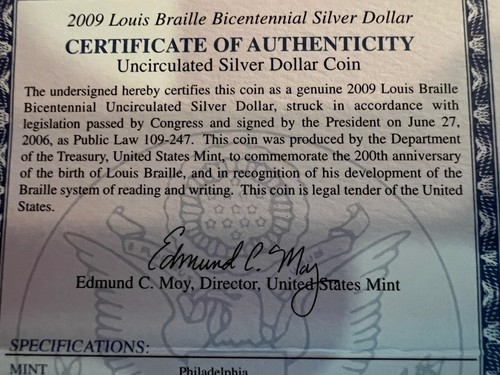 2009 Louis Braille Bicentennial Silver Dollar
CERTIFICATE OF AUTHENTICITY
Uncirculated Silver Dollar Coin
The undersigned hereby certifies this coin as a genuine 2009 Louis Braille
Bicentennial Uncirculated Silver Dollar, struck in accordance with
legislation passed by Congress and signed by the President on June 27,
2006, as Public Law 109-247. This coin was produced by the Department
of the Treasury, United States Mint, to commemorate the 200th anniversary
of the birth of Louis Braille, and in recognition of his development of the
Braille system of reading and writing. This coin is legal tender of the United
States.
Edmund C. Moy
Edmund C. Moy, Director, United States Mint
SPECIFICATIONS:
MINT Philadelphia